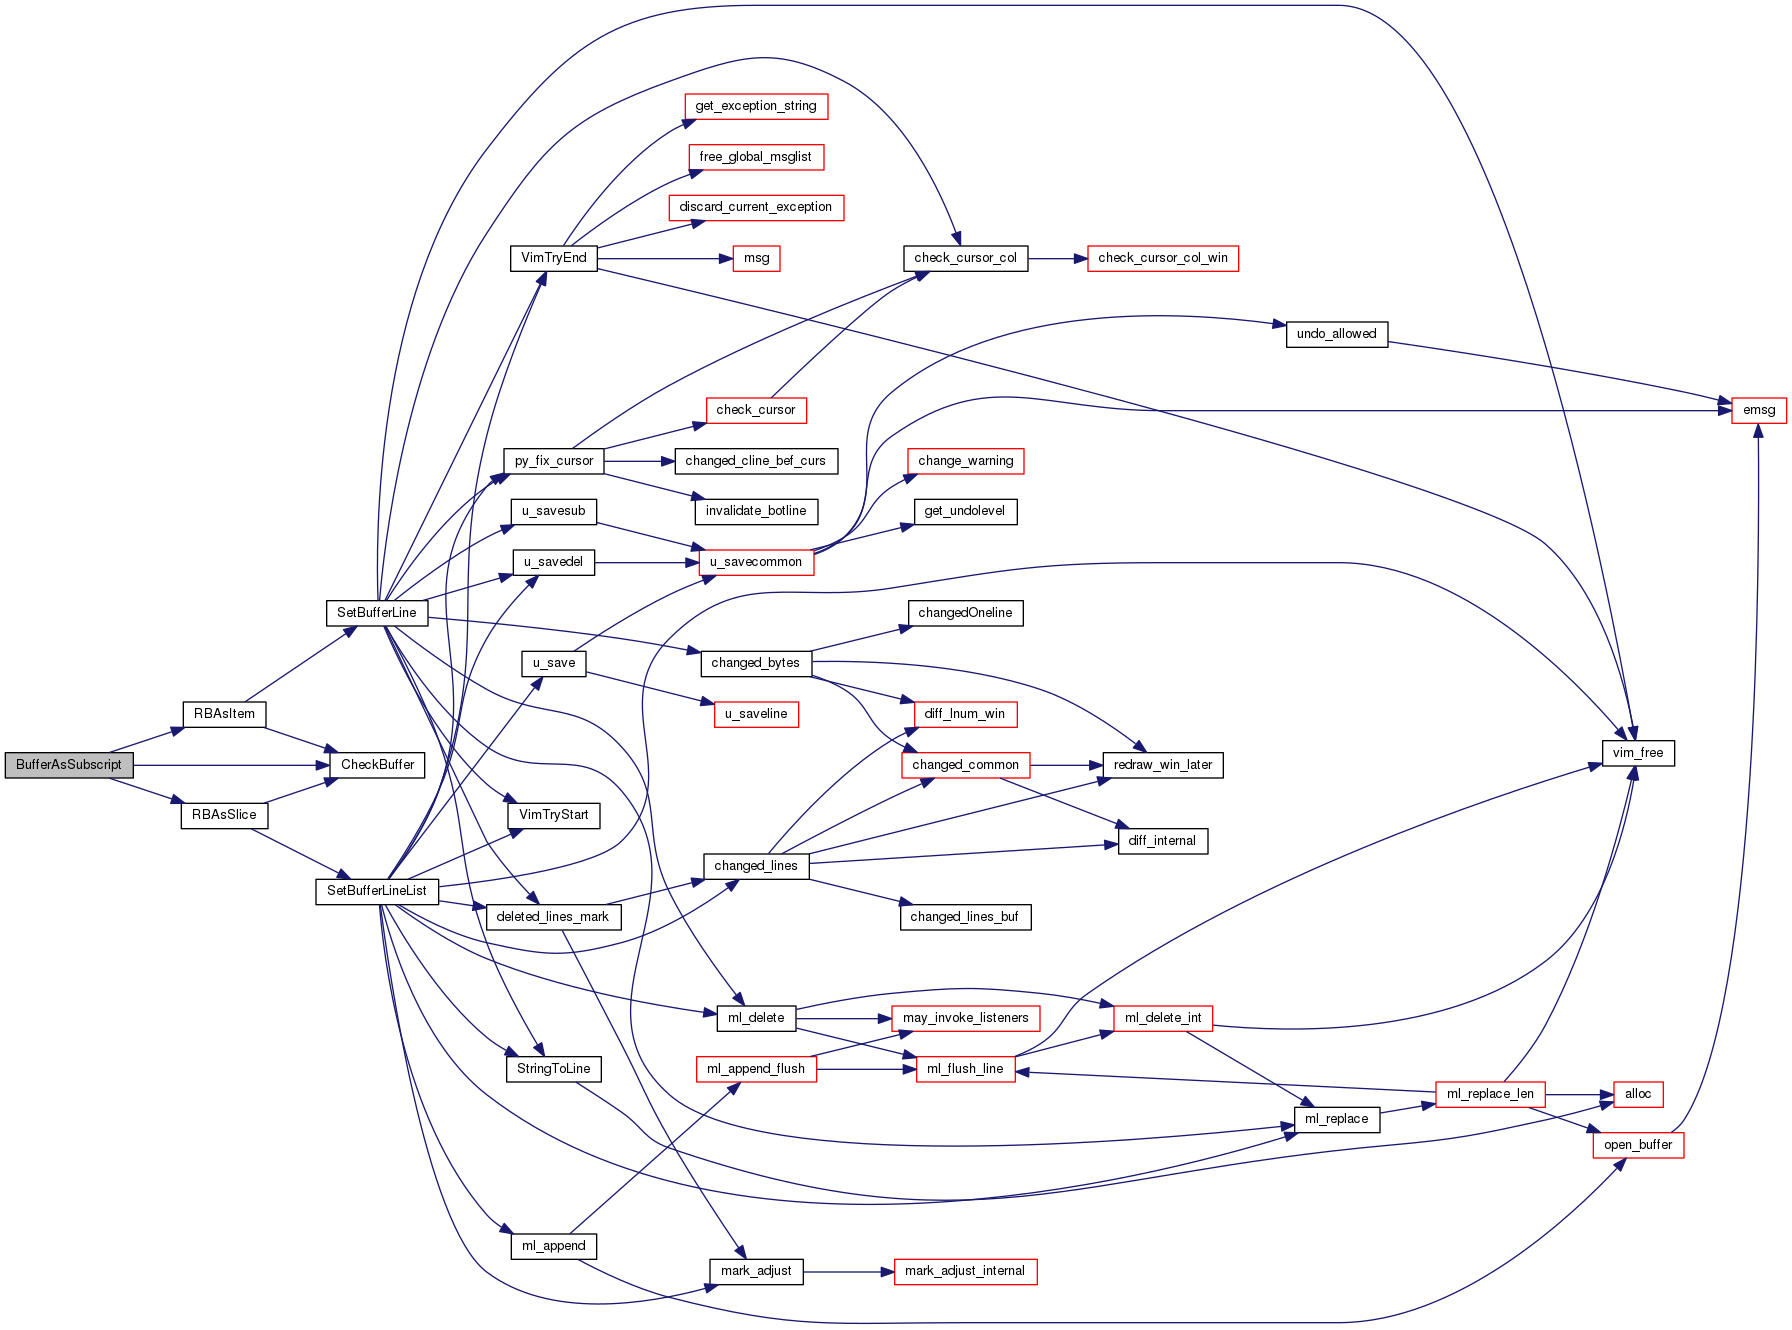 get_exception_string
free_global_msglist
discard_current_exception
VimTryEnd
msg
check_cursor_col
check_cursor_col_win
undo_allowed
check_cursor
emsg
py_fix_cursor
changed_cline_bef_curs
change_warning
u_savesub
invalidate_botline
get_undolevel
u_savedel
u_savecommon
SetBufferLine
changedOneline
u_save
changed_bytes
RBAsItem
u_saveline
diff_lnum_win
BufferAsSubscript
CheckBuffer
changed_common
redraw_win_later
vim_free
RBAsSlice
VimTryStart
diff_internal
changed_lines
SetBufferLineList
deleted_lines_mark
changed_lines_buf
ml_delete
may_invoke_listeners
ml_delete_int
StringToLine
ml_append_flush
ml_flush_line
ml_replace_len
alloc
ml_replace
open_buffer
ml_append
mark_adjust
mark_adjust_internal